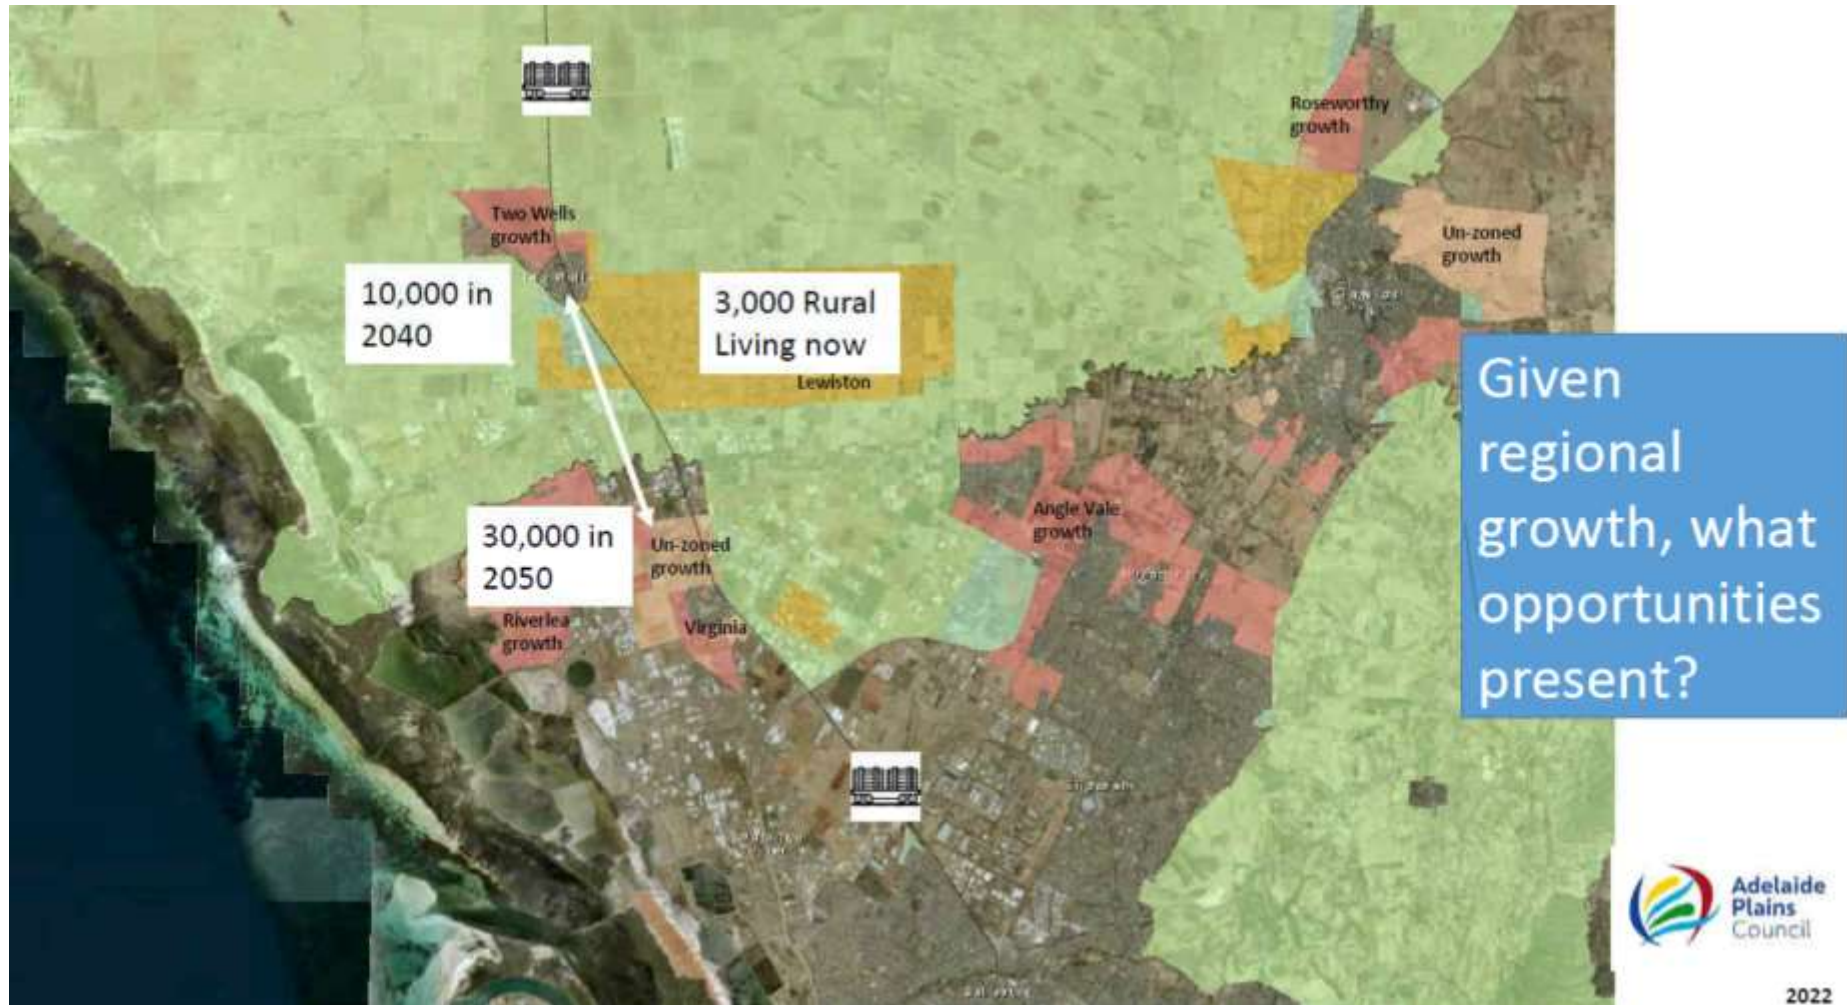 Roseworthy
growth
Two Wells
growth
Un-zoned
growth
10,000 in
2040
3,000 Rural
Living now
Lewiston
Given
regional
growth, what
opportunities
present?
Angle Vale
growth
30,000 in
2050
Un-zoned
growth
Riverlea
growth
Virginia
Adelaide
Plains
Council
2022